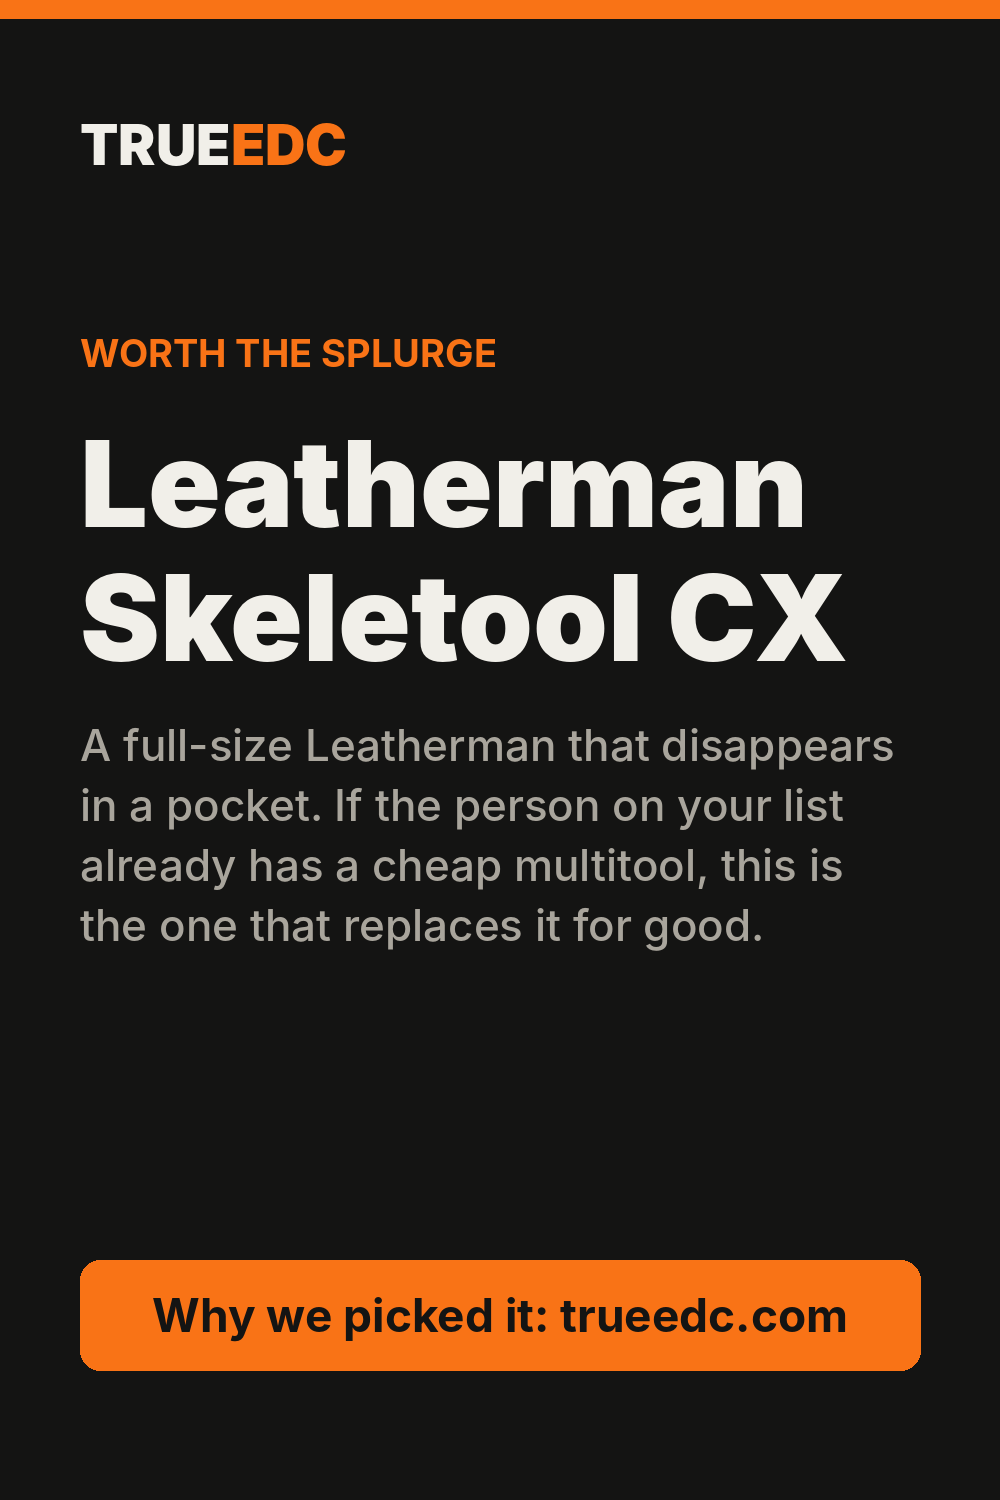 TRUEEDC
WORTH THE SPLURGE
Leatherman
Skeletool CX
A full-size Leatherman that disappears
in a pocket. If the person on your list
already has a cheap multitool, this is
the one that replaces it for good.
Why we picked it: trueedc.com